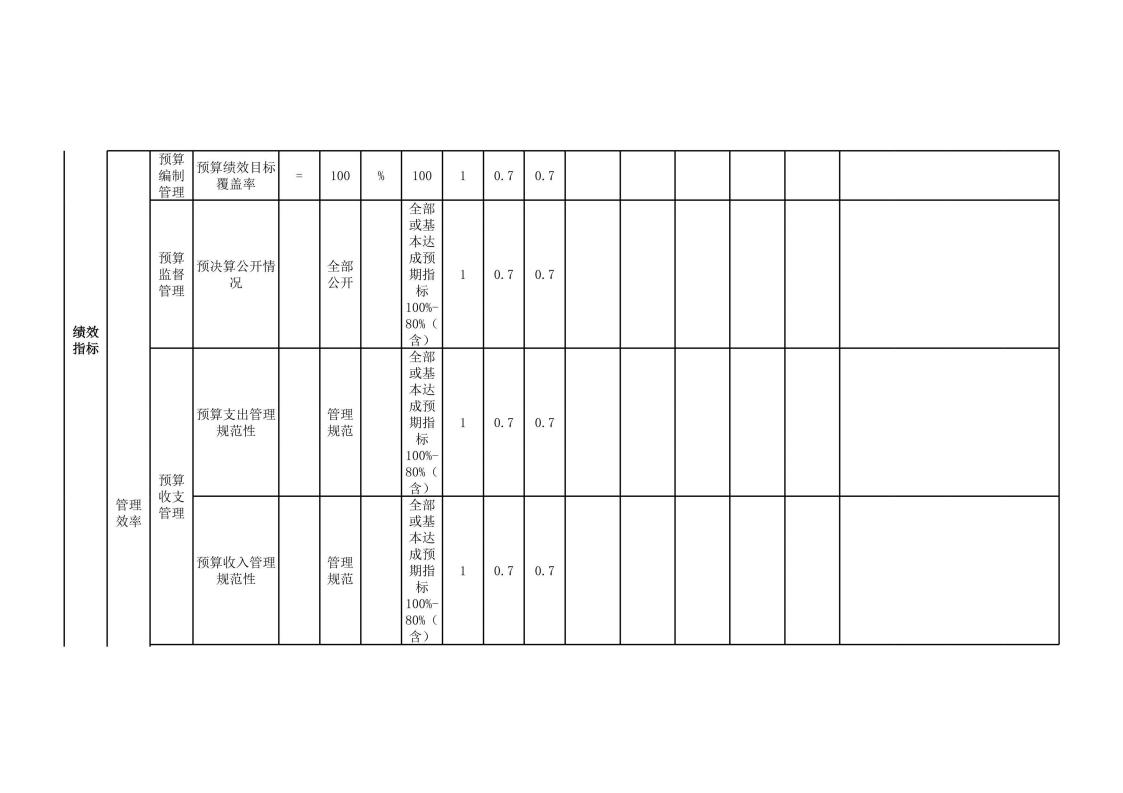 绩效
指标
管理
效率
预算
编制
管理
预算绩效目标
覆盖率
=
100
%
100
1
0.7
0.7
预算
监督
管理
预决算公开情
况
全部
公开
全部
或基
本达
成预
期指
标
100%-
80%（
含）
1
0.7
0.7
预算
收支
管理
预算支出管理
规范性
管理
规范
全部
或基
本达
成预
期指
标
100%-
80%（
含）
1
0.7
0.7
预算收入管理
规范性
管理
规范
全部
或基
本达
成预
期指
标
100%-
80%（
含）
1
0.7
0.7